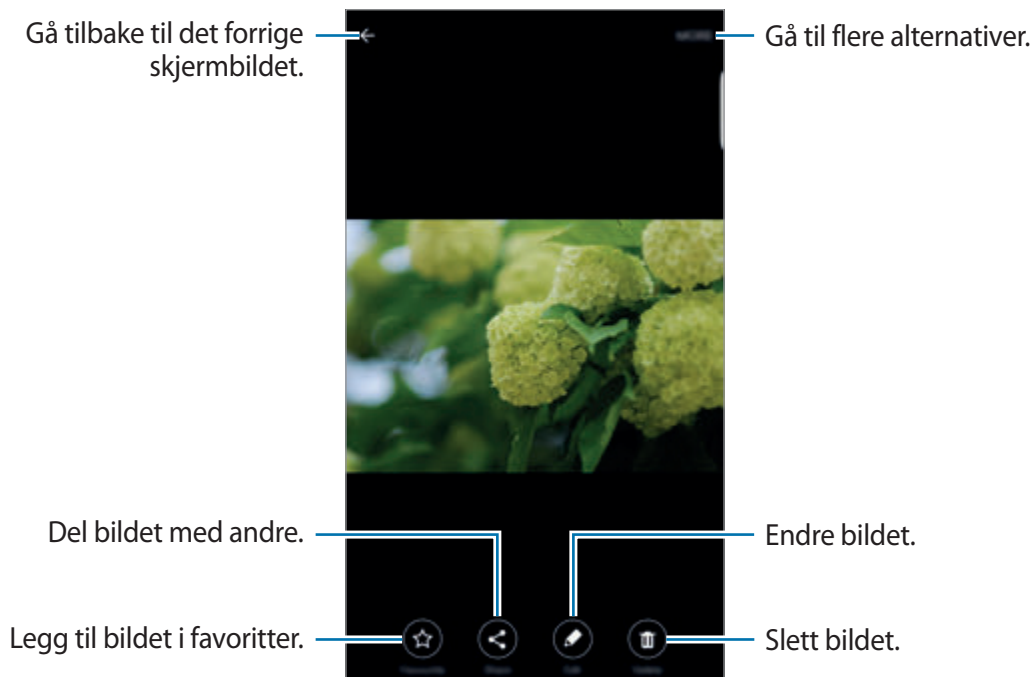 Gå tilbake til det forrige
skjermbildet.
MORE
Gå til flere alternativer.
Del bildet med andre.
Endre bildet.
Legg til bildet i favoritter.
Slett bildet.